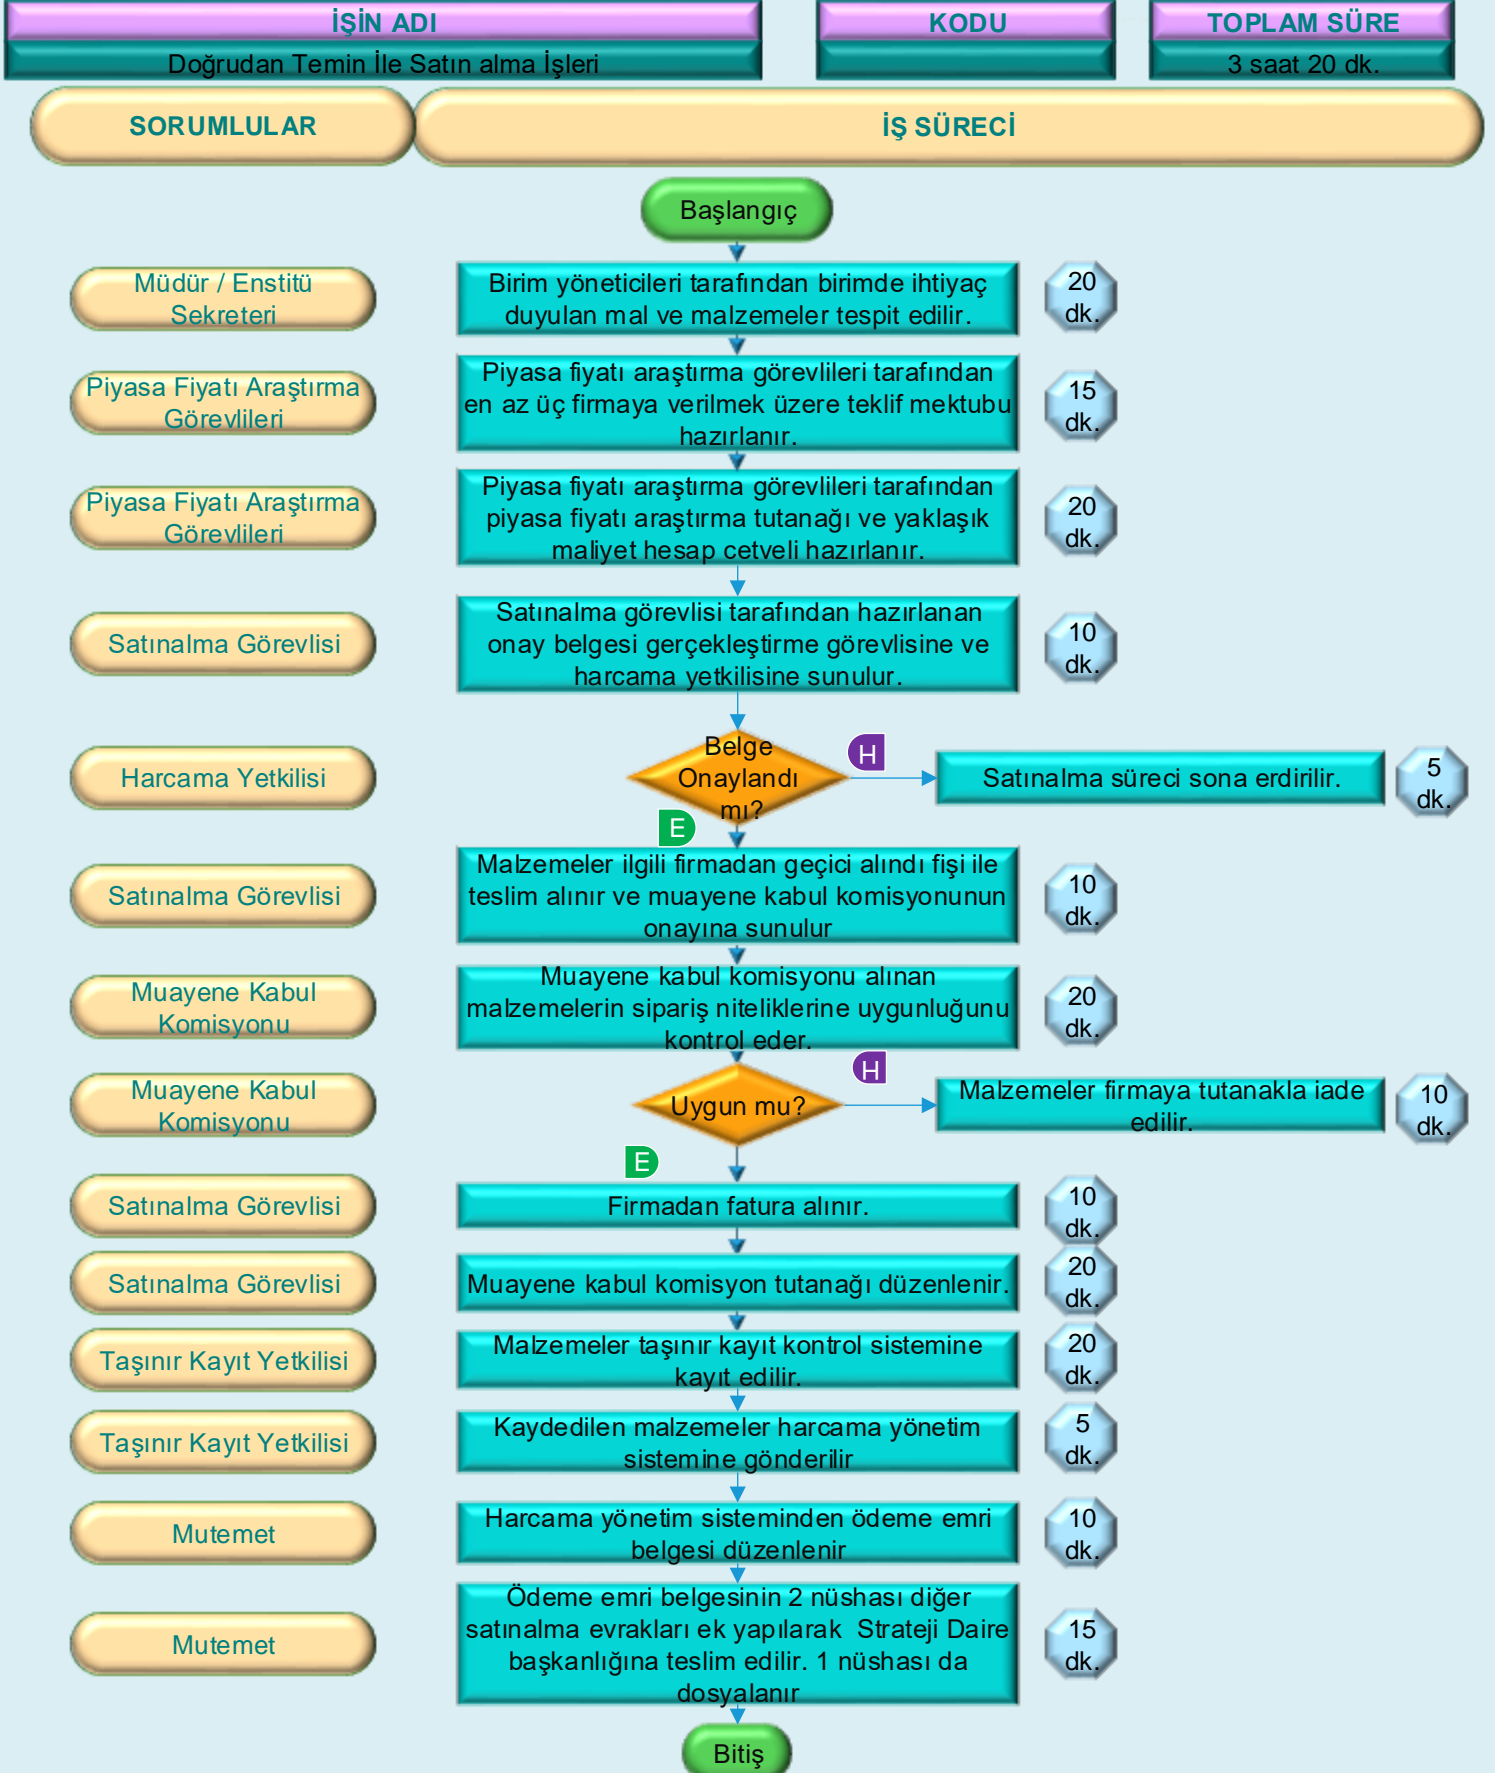 İŞİN ADI
KODU
TOPLAM SÜRE
Doğrudan Temin İle Satın alma İşleri
3 saat 20 dk.
SORUMLULAR
İŞ SÜRECİ
Başlangıç
Müdür / Enstitü
Sekreteri
Birim yöneticileri tarafından birimde ihtiyaç
duyulan mal ve malzemeler tespit edilir.
20
dk.
Piyasa Fiyatı Araştırma
Görevlileri
Piyasa fiyatı araştırma görevlileri tarafından
en az üç firmaya verilmek üzere teklif mektubu
hazırlanır.
15
dk.
Piyasa Fiyatı Araştırma
Görevlileri
Piyasa fiyatı araştırma görevlileri tarafından
piyasa fiyatı araştırma tutanağı ve yaklaşık
maliyet hesap cetveli hazırlanır.
20
dk.
Satınalma Görevlisi
Satınalma görevlisi tarafından hazırlanan
onay belgesi gerçekleştirme görevlisine ve
harcama yetkilisine sunulur.
10
dk.
Harcama Yetkilisi
Belge
Onaylandı
mı?
H
Satınalma süreci sona erdirilir.
5
dk.
E
Satınalma Görevlisi
Malzemeler ilgili firmadan geçici alındı fişi ile
teslim alınır ve muayene kabul komisyonunun
onayına sunulur
10
dk.
Muayene Kabul
Komisyonu
Muayene kabul komisyonu alınan
malzemelerin sipariş niteliklerine uygunluğunu
kontrol eder.
20
dk.
Muayene Kabul
Komisyonu
Uygun mu?
H
Malzemeler firmaya tutanakla iade
edilir.
10
dk.
E
Satınalma Görevlisi
Firmadan fatura alınır.
10
dk.
Satınalma Görevlisi
Muayene kabul komisyon tutanağı düzenlenir.
20
dk.
Taşınır Kayıt Yetkilisi
Malzemeler taşınır kayıt kontrol sistemine
kayıt edilir.
20
dk.
Taşınır Kayıt Yetkilisi
Kaydedilen malzemeler harcama yönetim
sistemine gönderilir
5
dk.
Mutemet
Harcama yönetim sisteminden ödeme emri
belgesi düzenlenir
10
dk.
Mutemet
Ödeme emri belgesinin 2 nüshası diğer
satınalma evrakları ek yapılarak  Strateji Daire
başkanlığına teslim edilir. 1 nüshası da
dosyalanır
15
dk.
Bitiş